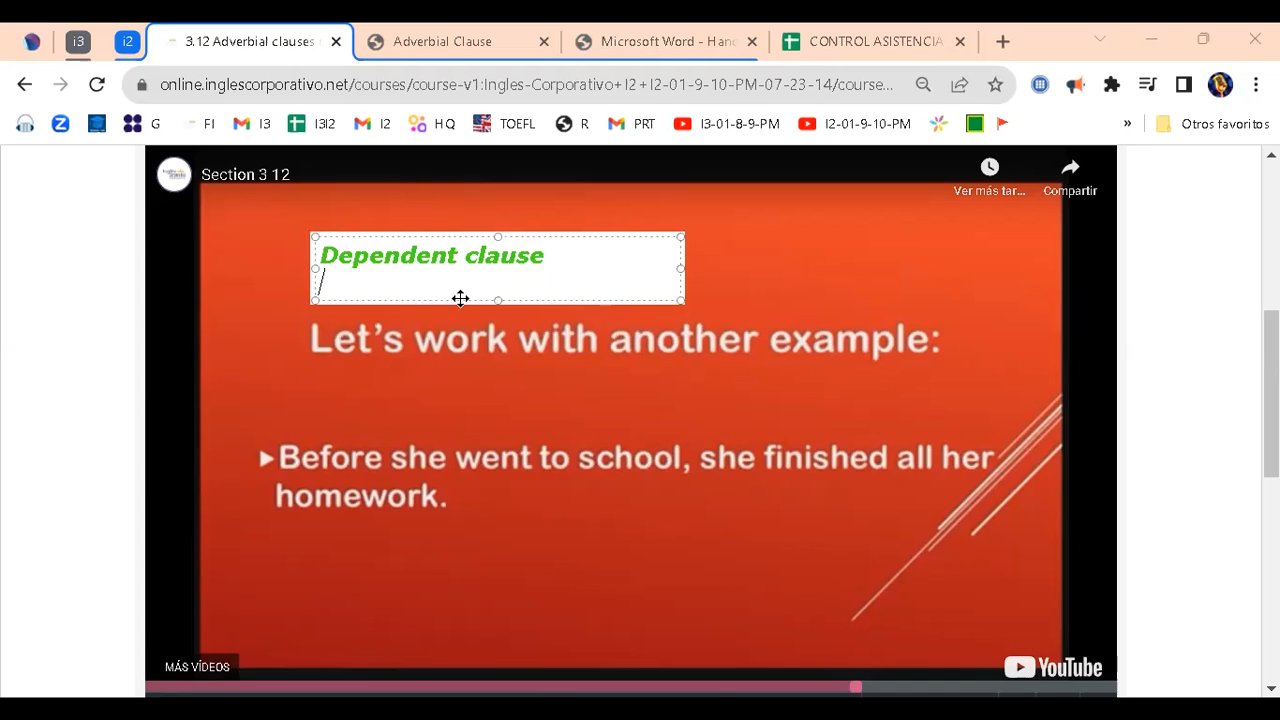 i3
i2
3.12 Adverbial clauses
Adverbial Clause
Microsoft Word - Hand
CONTROL ASISTENCIA
online.inglescorporativo.net/courses/course-v1:Ingles-Corporativo+I2+I2-01-9-10-PM-07-23-14/course...
G
FI
I3
I3I2
I2
HQ
TOEFL
R
PRT
I3-01-8-9-PM
I2-01-9-10-PM
»
Otros favoritos
Section 3 12
Ver más tar...
Compartir
Dependent clause
Let's work with another example:
Before she went to school, she finished all her
homework.
MÁS VÍDEOS
YouTube